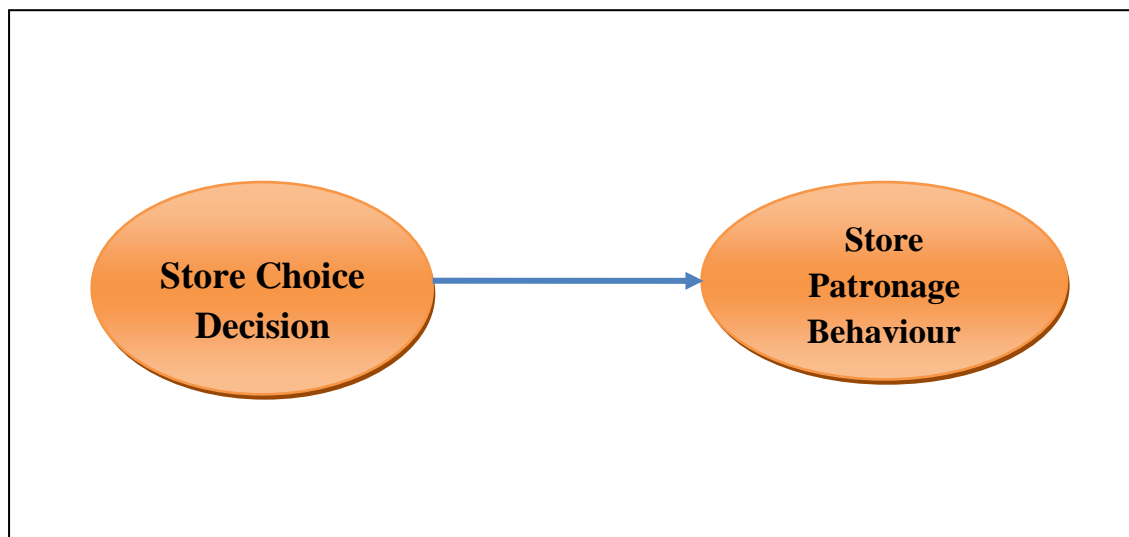 Store Choice
Decision
Store
Patronage
Behaviour